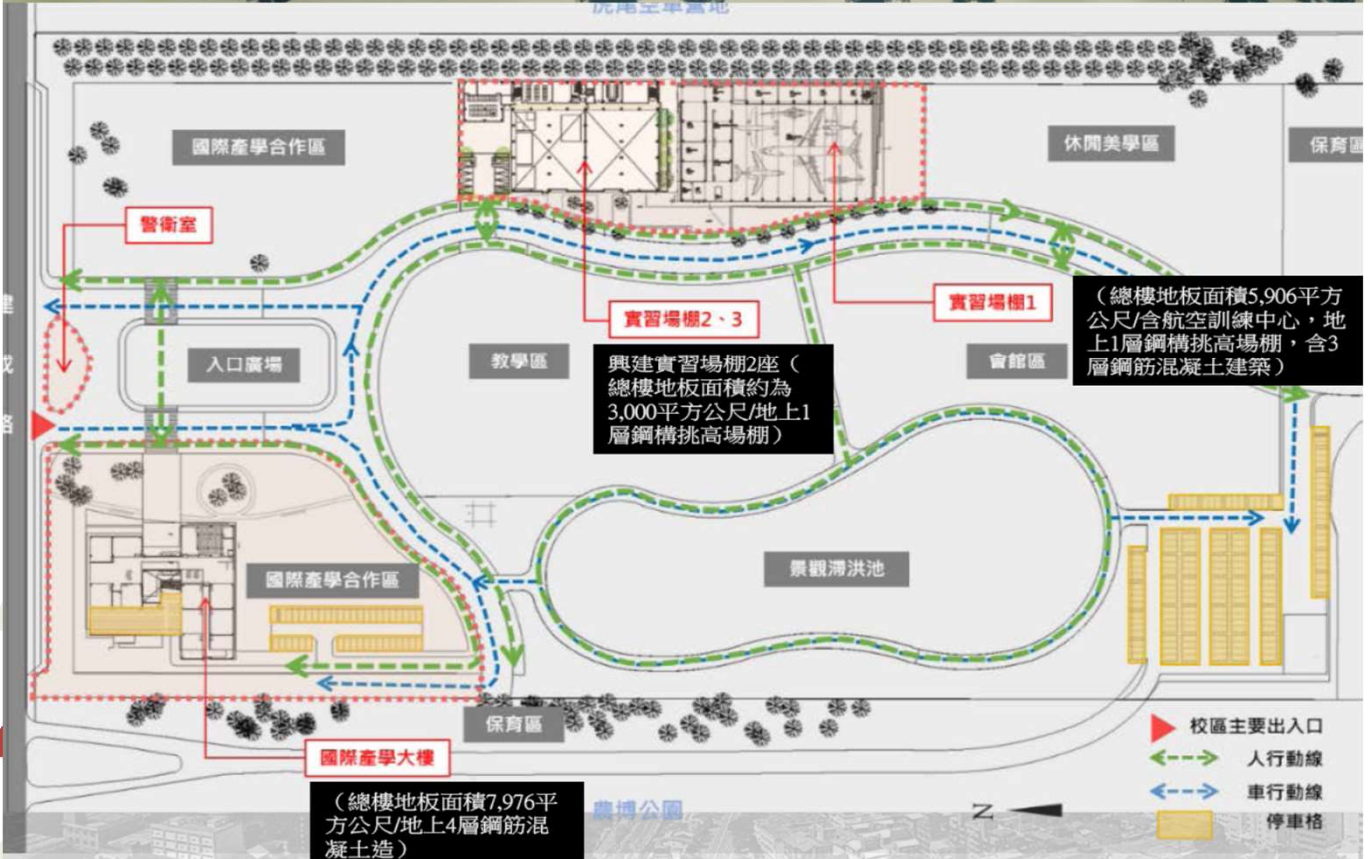 虎尾空軍營地
國際產學合作區
休閒美學區
保育區
警衛室
實習場棚2、3
實習場棚1
入口廣場
教學區
會館區
興建實習場棚2座（
總樓地板面積約為
3,000平方公尺/地上1
層鋼構挑高場棚）
（總樓地板面積5,906平方
公尺/含航空訓練中心，地
上1層鋼構挑高場棚，含3
層鋼筋混凝土建築）
國際產學合作區
景觀滯洪池
保育區
國際產學大樓
（總樓地板面積7,976平
方公尺/地上4層鋼筋混
凝土造）
農博公園
N
校區主要出入口
人行動線
車行動線
停車格